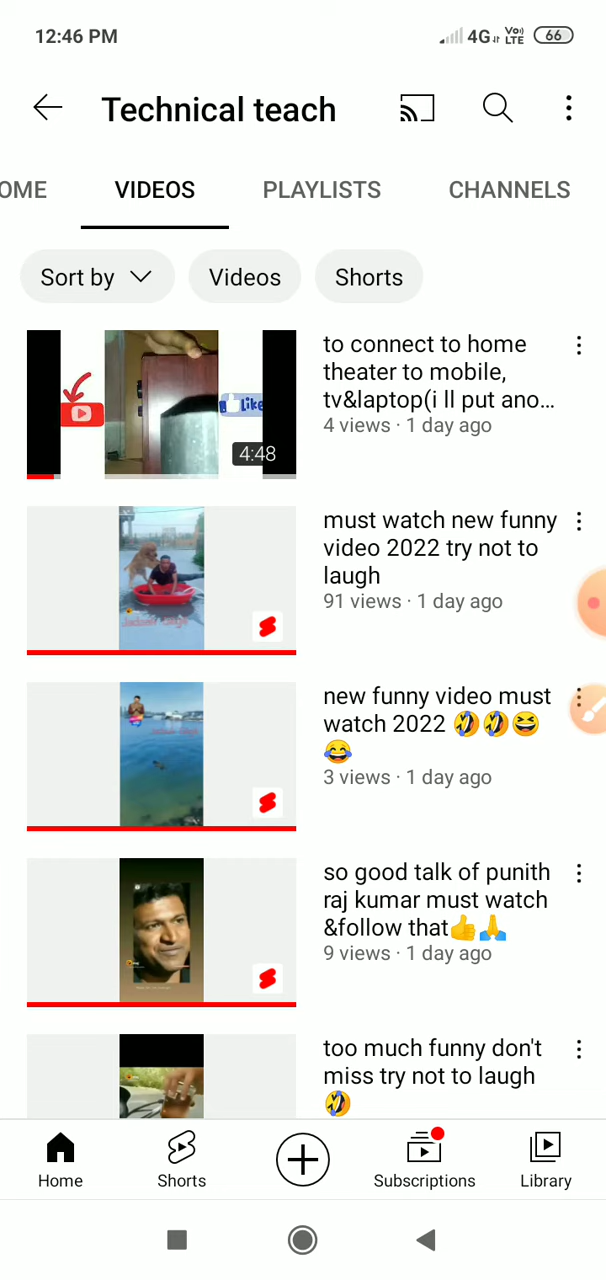 12:46 PM
4G
Vo)) LTE
66
Technical teach
OME
VIDEOS
PLAYLISTS
CHANNELS
Sort by
Videos
Shorts
Like
4:48
to connect to home
theater to mobile,
tv&laptop(i ll put ano...
4 views · 1 day ago
must watch new funny
video 2022 try not to
laugh
91 views · 1 day ago
new funny video must
watch 2022 🤣🤣😆
😂
3 views · 1 day ago
so good talk of punith
raj kumar must watch
&follow that👍🙏
9 views · 1 day ago
too much funny don't
miss try not to laugh
🤣
Home
Shorts
Subscriptions
Library